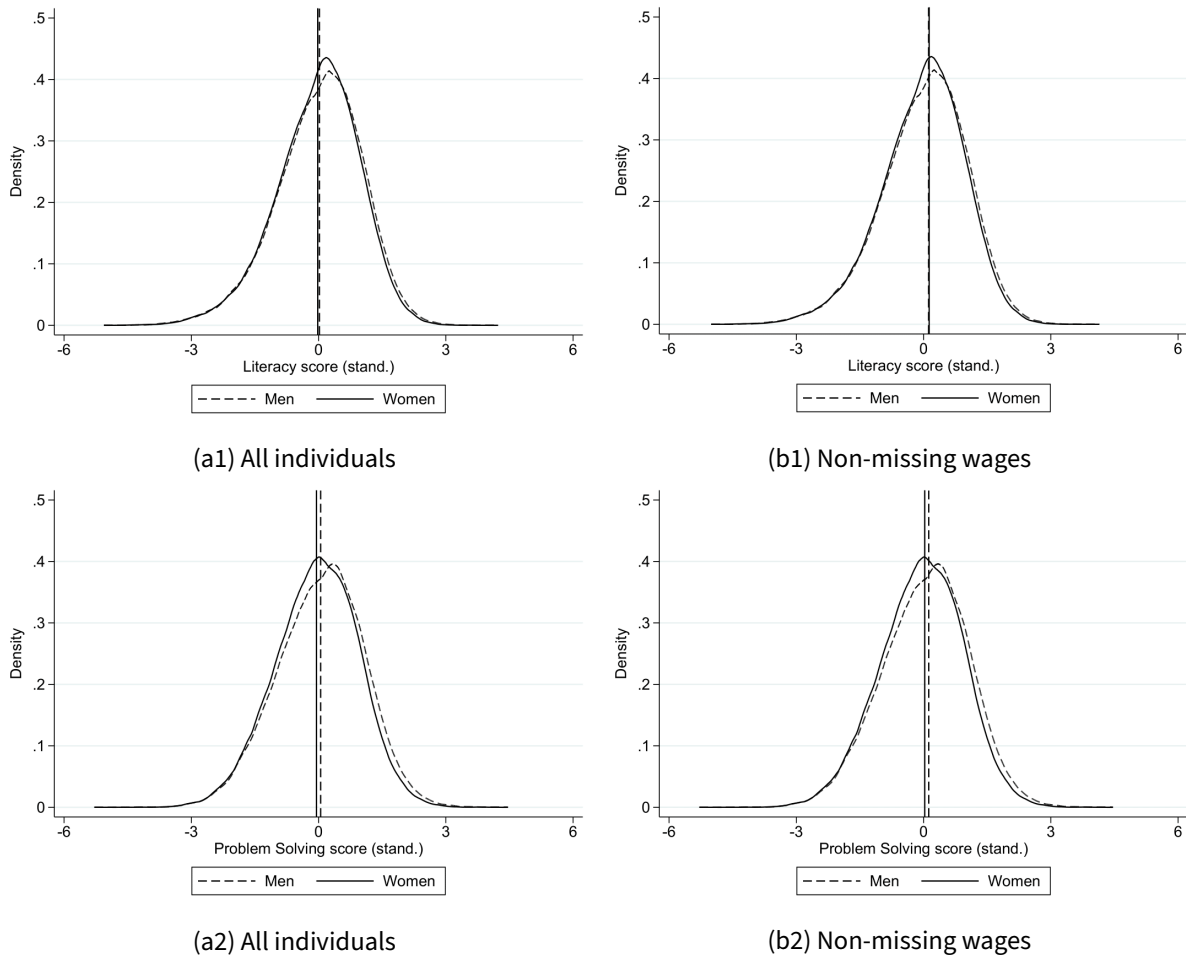 .5
.4
.3
.2
.1
0
Density
-6
-3
0
3
6
Literacy score (stand.)
Men
Women
(a1) All individuals
.5
.4
.3
.2
.1
0
Density
-6
-3
0
3
6
Literacy score (stand.)
Men
Women
(b1) Non-missing wages
.5
.4
.3
.2
.1
0
Density
-6
-3
0
3
6
Problem Solving score (stand.)
Men
Women
(a2) All individuals
.5
.4
.3
.2
.1
0
Density
-6
-3
0
3
6
Problem Solving score (stand.)
Men
Women
(b2) Non-missing wages